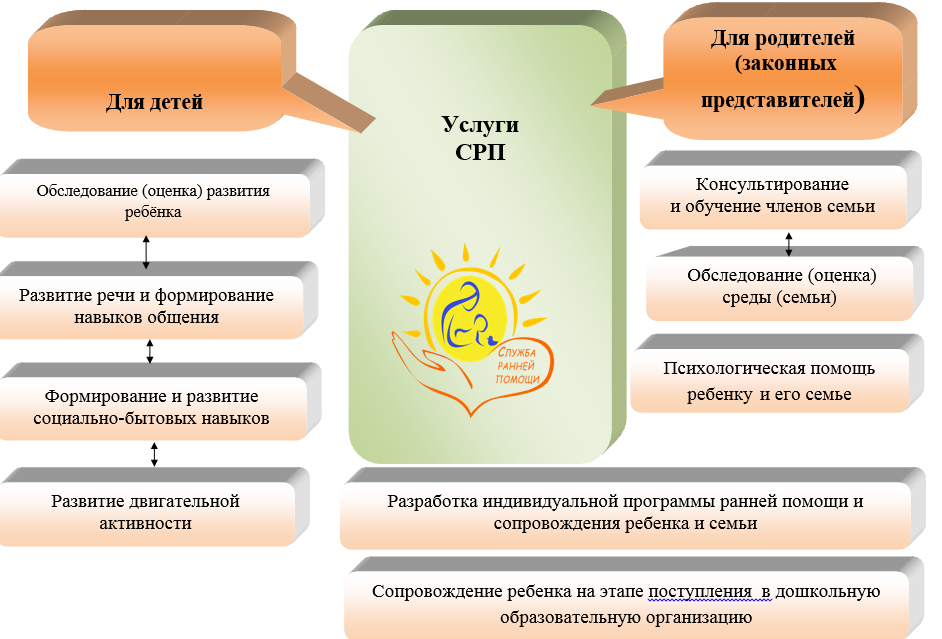 Для детей
Услуги
СРП
Для родителей
(законных
представителей)
Обследование (оценка) развития
ребёнка
Развитие речи и формирование
навыков общения
Формирование и развитие
социально-бытовых навыков
Развитие двигательной
активности
Служба
ранней
помощи
Консультирование
и обучение членов семьи
Обследование (оценка)
среды (семьи)
Психологическая помощь
ребенку и его семье
Разработка индивидуальной программы ранней помощи и
сопровождения ребенка и семьи
Сопровождение ребенка на этапе поступления в дошкольную
образовательную организацию